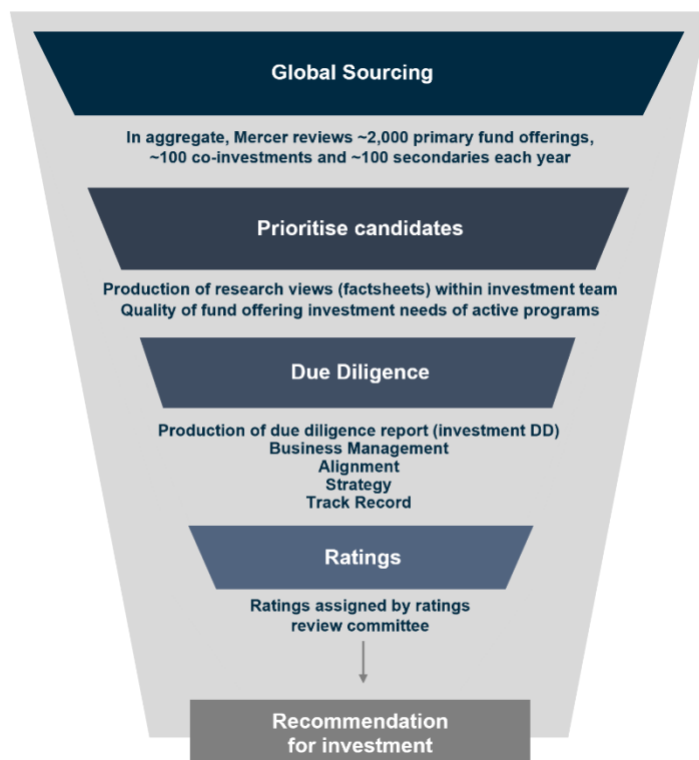 Global Sourcing
In aggregate, Mercer reviews ~2,000 primary fund offerings,
~100 co-investments and ~100 secondaries each year
Prioritise candidates
Production of research views (factsheets) within investment team
Quality of fund offering investment needs of active programs
Due Diligence
Production of due diligence report (investment DD)
Business Management
Alignment
Strategy
Track Record
Ratings
Ratings assigned by ratings
review committee
Recommendation
for investment